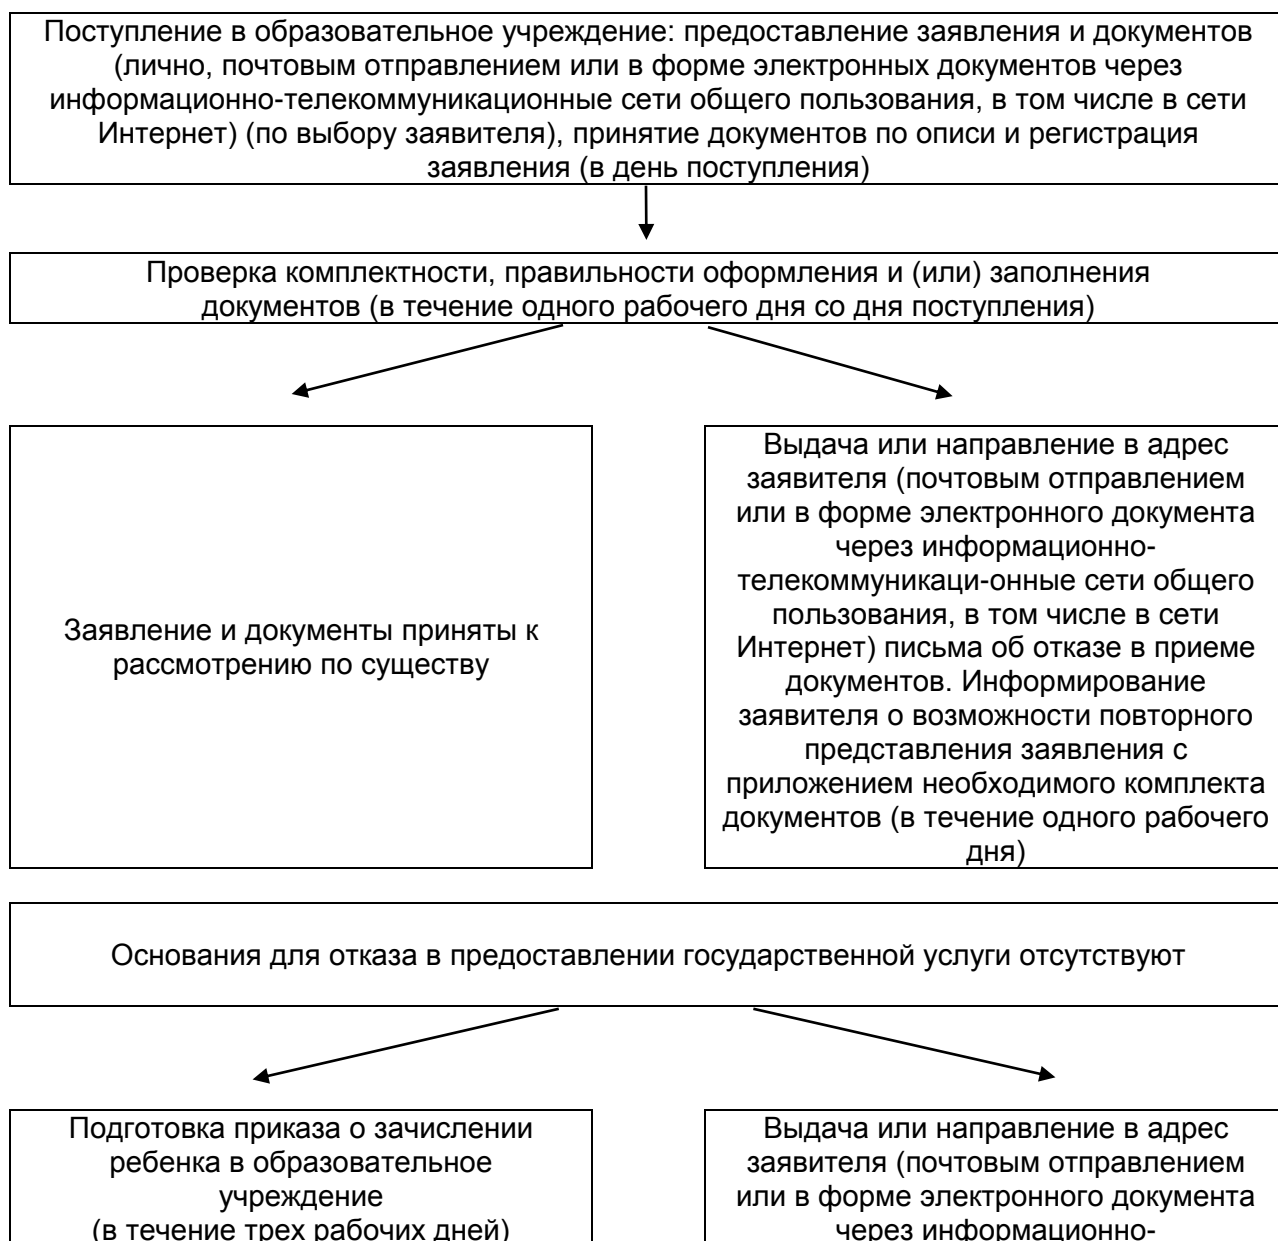 Поступление в образовательное учреждение: предоставление заявления и документов
(лично, почтовым отправлением или в форме электронных документов через
информационно-телекоммуникационные сети общего пользования, в том числе в сети
Интернет) (по выбору заявителя), принятие документов по описи и регистрация
заявления (в день поступления)
Проверка комплектности, правильности оформления и (или) заполнения
документов (в течение одного рабочего дня со дня поступления)
Заявление и документы приняты к
рассмотрению по существу
Выдача или направление в адрес
заявителя (почтовым отправлением
или в форме электронного документа
через информационно-
телекоммуникаци-онные сети общего
пользования, в том числе в сети
Интернет) письма об отказе в приеме
документов. Информирование
заявителя о возможности повторного
представления заявления с
приложением необходимого комплекта
документов (в течение одного рабочего
дня)
Основания для отказа в предоставлении государственной услуги отсутствуют
Подготовка приказа о зачислении
ребенка в образовательное
учреждение
(в течение трех рабочих дней)
Выдача или направление в адрес
заявителя (почтовым отправлением
или в форме электронного документа
через информационно-